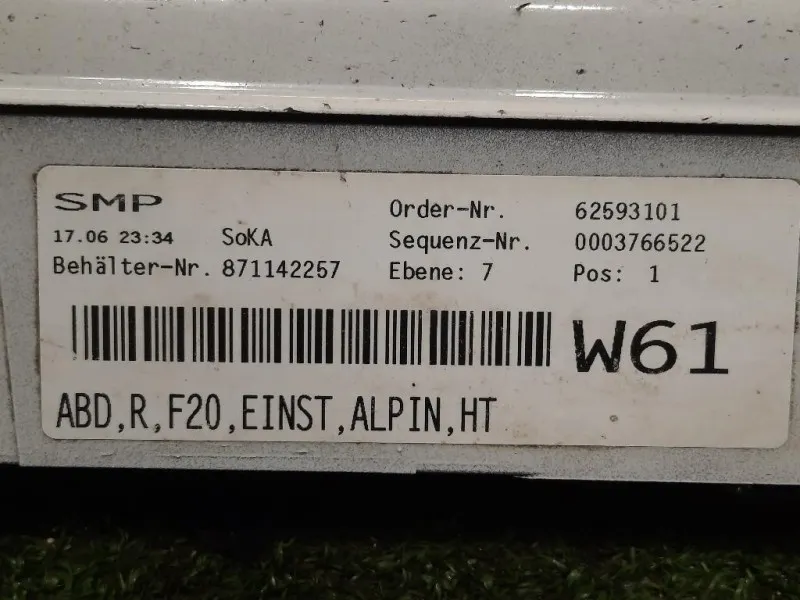 SMP Order-Nr. 62593101
17.06 23:34 SoKA Sequenz-Nr. 0003766522
Behälter-Nr. 871142257 Ebene: 7 Pos: 1
W61
ABD,R,F20,EINST,ALPIN,HT